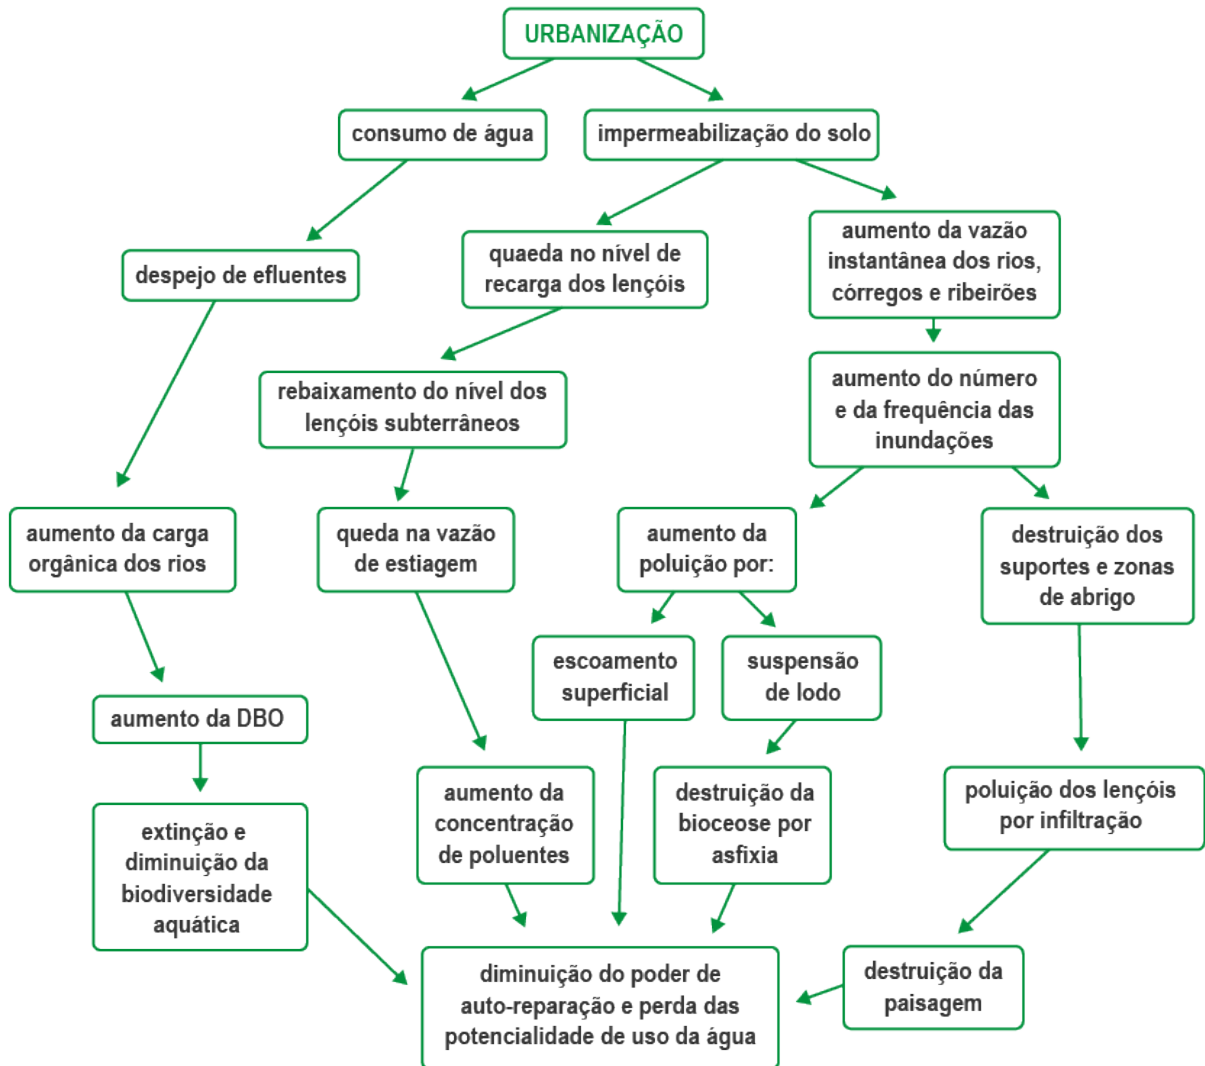 URBANIZAÇÃO
consumo de água
impermeabilização do solo
despejo de efluentes
quaeda no nível de
recarga dos lençóis
aumento da vazão
instantânea dos rios,
córregos e ribeirões
rebaixamento do nível dos
lençóis subterrâneos
aumento do número
e da frequência das
inundações
aumento da carga
orgânica dos rios
queda na vazão
de estiagem
aumento da
poluição por:
destruição dos
suportes e zonas
de abrigo
escoamento
superficial
suspensão
de lodo
aumento da DBO
aumento da
concentração
de poluentes
destruição da
bioceose por
asfixia
poluição dos lençóis
por infiltração
extinção e
diminuição da
biodiversidade
aquática
diminuição do poder de
auto-reparação e perda das
potencialidade de uso da água
destruição da
paisagem